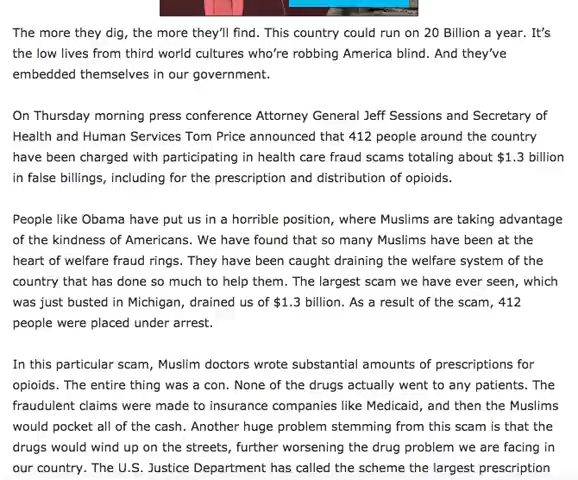 The more they dig, the more they'll find. This country could run on 20 Billion a year. It's
the low lives from third world cultures who're robbing America blind. And they've
embedded themselves in our government.
On Thursday morning press conference Attorney General Jeff Sessions and Secretary of
Health and Human Services Tom Price announced that 412 people around the country
have been charged with participating in health care fraud scams totaling about $1.3 billion
in false billings, including for the prescription and distribution of opioids.
People like Obama have put us in a horrible position, where Muslims are taking advantage
of the kindness of Americans. We have found that so many Muslims have been at the
heart of welfare fraud rings. They have been caught draining the welfare system of the
country that has done so much to help them. The largest scam we have ever seen, which
was just busted in Michigan, drained us of $1.3 billion. As a result of the scam, 412
people were placed under arrest.
In this particular scam, Muslim doctors wrote substantial amounts of prescriptions for
opioids. The entire thing was a con. None of the drugs actually went to any patients. The
fraudulent claims were made to insurance companies like Medicaid, and then the Muslims
would pocket all of the cash. Another huge problem stemming from this scam is that the
drugs would wind up on the streets, further worsening the drug problem we are facing in
our country. The U.S. Justice Department has called the scheme the largest prescription